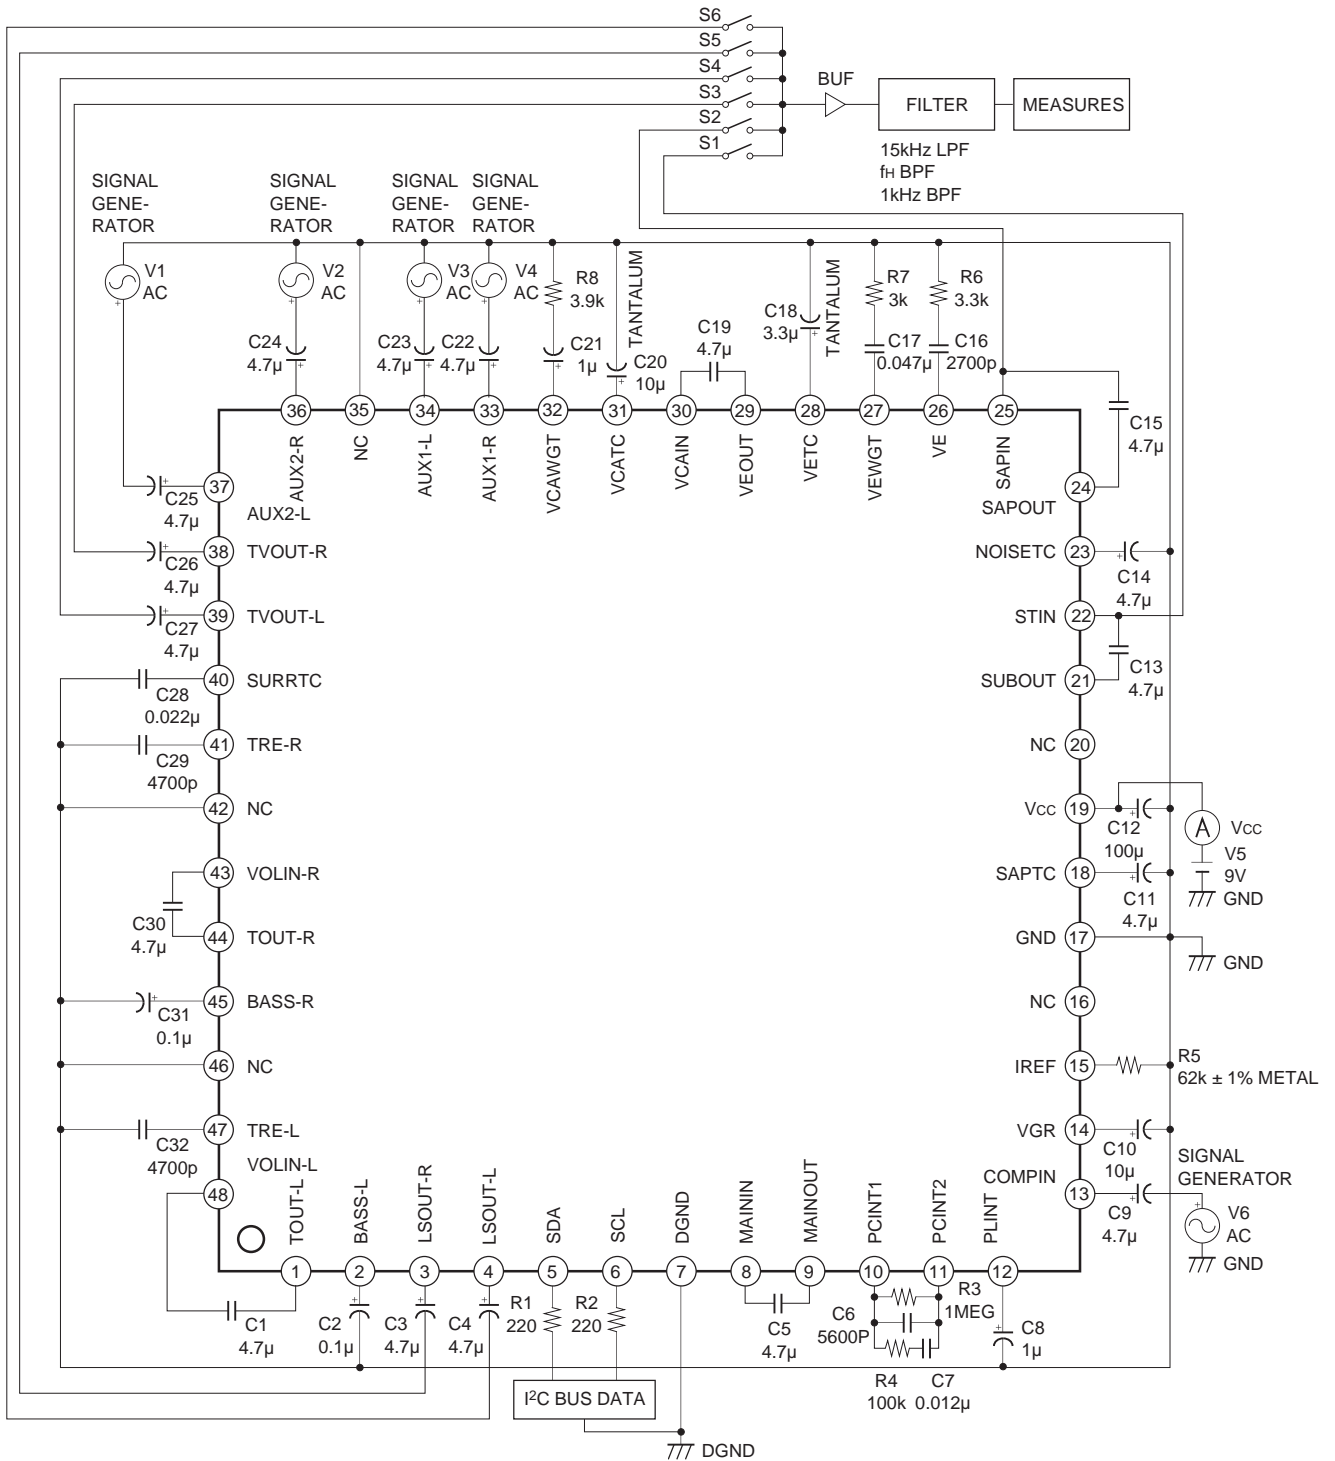 S6
S5
S4
S3
S2
S1
BUF
FILTER
MEASURES
15kHz LPF
fH BPF
1kHz BPF
SIGNAL
GENE-
RATOR
SIGNAL
GENE-
RATOR
SIGNAL
GENE-
RATOR
SIGNAL
GENE-
RATOR
V1
AC
V2
AC
V3
AC
V4
AC
R8
3.9k
TANTALUM
C18
3.3µ
TANTALUM
R7
3k
R6
3.3k
C24
4.7µ
C23
4.7µ
C22
4.7µ
C21
1µ
C20
10µ
C19
4.7µ
C17
0.047µ
C16
2700p
36
35
34
33
32
31
30
29
28
27
26
25
AUX2-R
NC
AUX1-L
AUX1-R
VCAWGT
VCATC
VCAIN
VEOUT
VETC
VEWGT
VE
SAPIN
C15
4.7µ
37
AUX2-L
C25
4.7µ
24
SAPOUT
38
TVOUT-R
C26
4.7µ
NOISETC
23
C14
4.7µ
39
TVOUT-L
C27
4.7µ
STIN
22
C13
4.7µ
40
SURRTC
C28
0.022µ
SUBOUT
21
41
TRE-R
C29
4700p
NC
20
42
NC
VCC
19
C12
100µ
A
VCC
V5
9V
GND
43
VOLIN-R
C30
4.7µ
SAPTC
18
C11
4.7µ
44
TOUT-R
GND
17
GND
45
BASS-R
C31
0.1µ
NC
16
46
NC
IREF
15
R5
62k ± 1% METAL
47
TRE-L
C32
4700p
VGR
14
C10
10µ
VOLIN-L
48
COMPIN
13
C9
4.7µ
SIGNAL
GENERATOR
V6
AC
GND
TOUT-L
BASS-L
LSOUT-R
LSOUT-L
SDA
SCL
DGND
MAININ
MAINOUT
PCINT1
PCINT2
PLINT
1
2
3
4
5
6
7
8
9
10
11
12
C1
4.7µ
C2
0.1µ
C3
4.7µ
C4
4.7µ
R1
220
R2
220
C5
4.7µ
C6
5600P
R3
1MEG
C8
1µ
R4
100k
C7
0.012µ
I²C BUS DATA
DGND